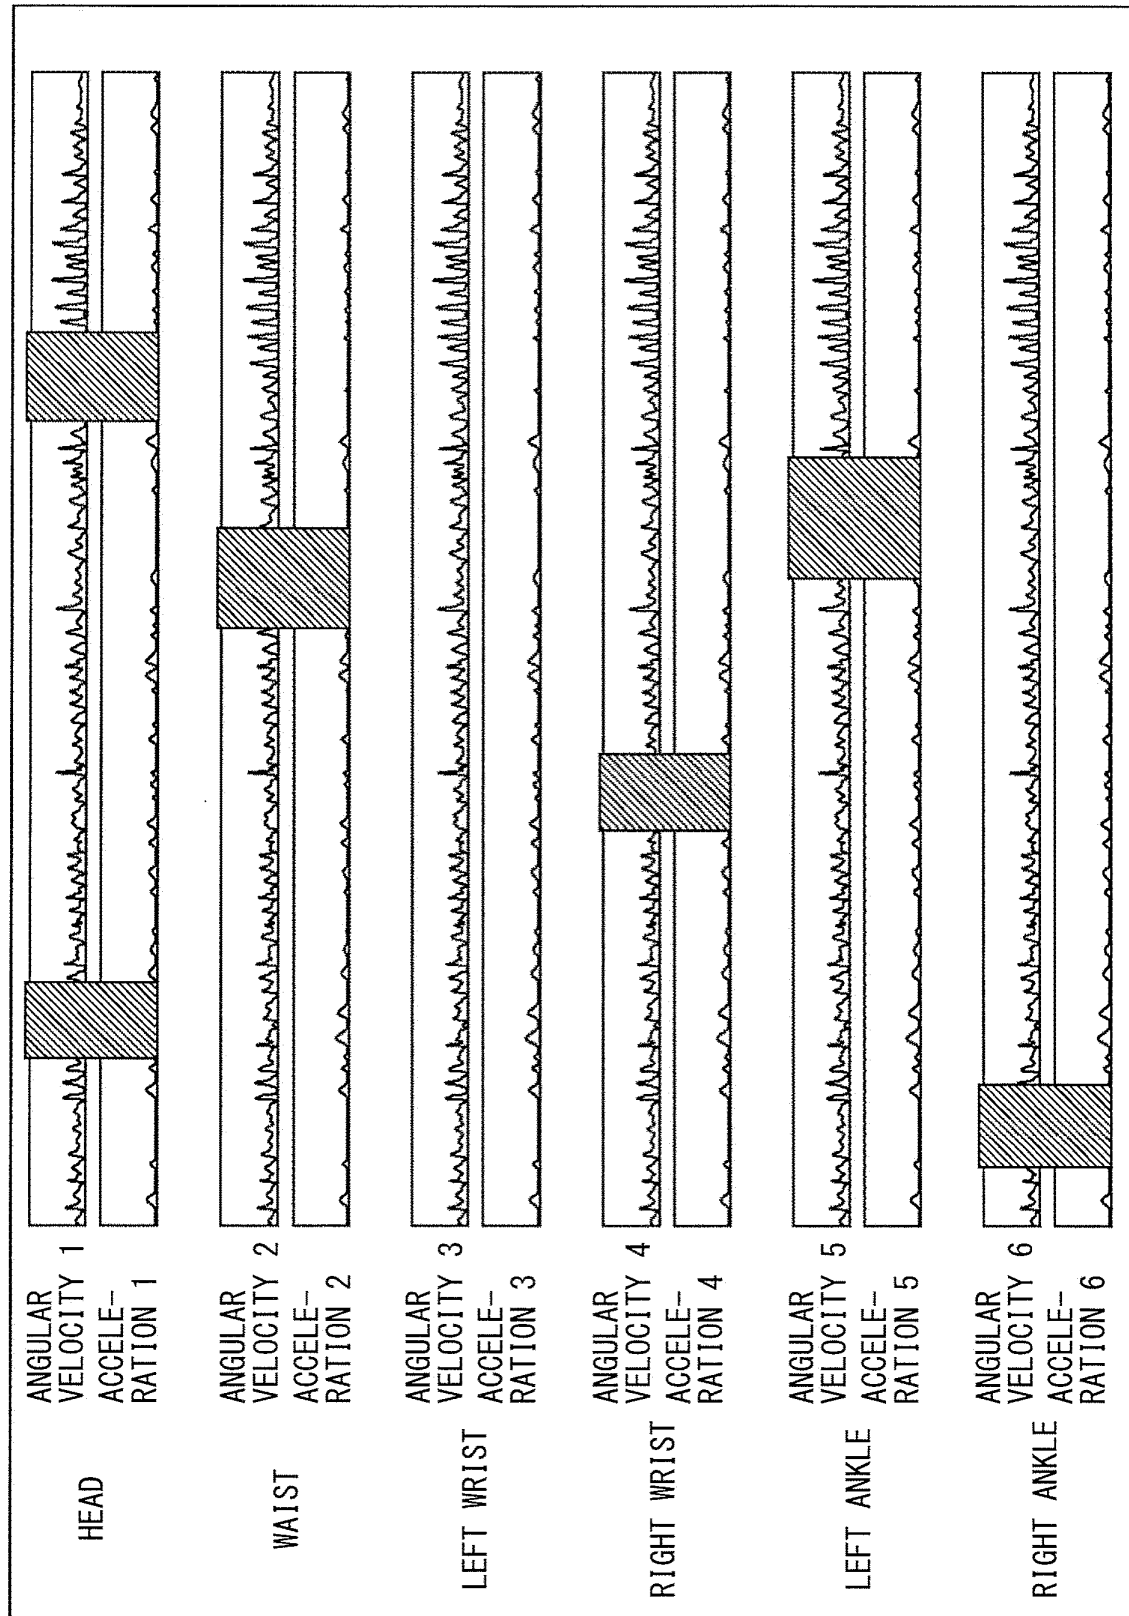 HEAD
ANGULAR
VELOCITY 1
ACCELE-
RATION 1
WAIST
ANGULAR
VELOCITY 2
ACCELE-
RATION 2
LEFT WRIST
ANGULAR
VELOCITY 3
ACCELE-
RATION 3
RIGHT WRIST
ANGULAR
VELOCITY 4
ACCELE-
RATION 4
LEFT ANKLE
ANGULAR
VELOCITY 5
ACCELE-
RATION 5
RIGHT ANKLE
ANGULAR
VELOCITY 6
ACCELE-
RATION 6